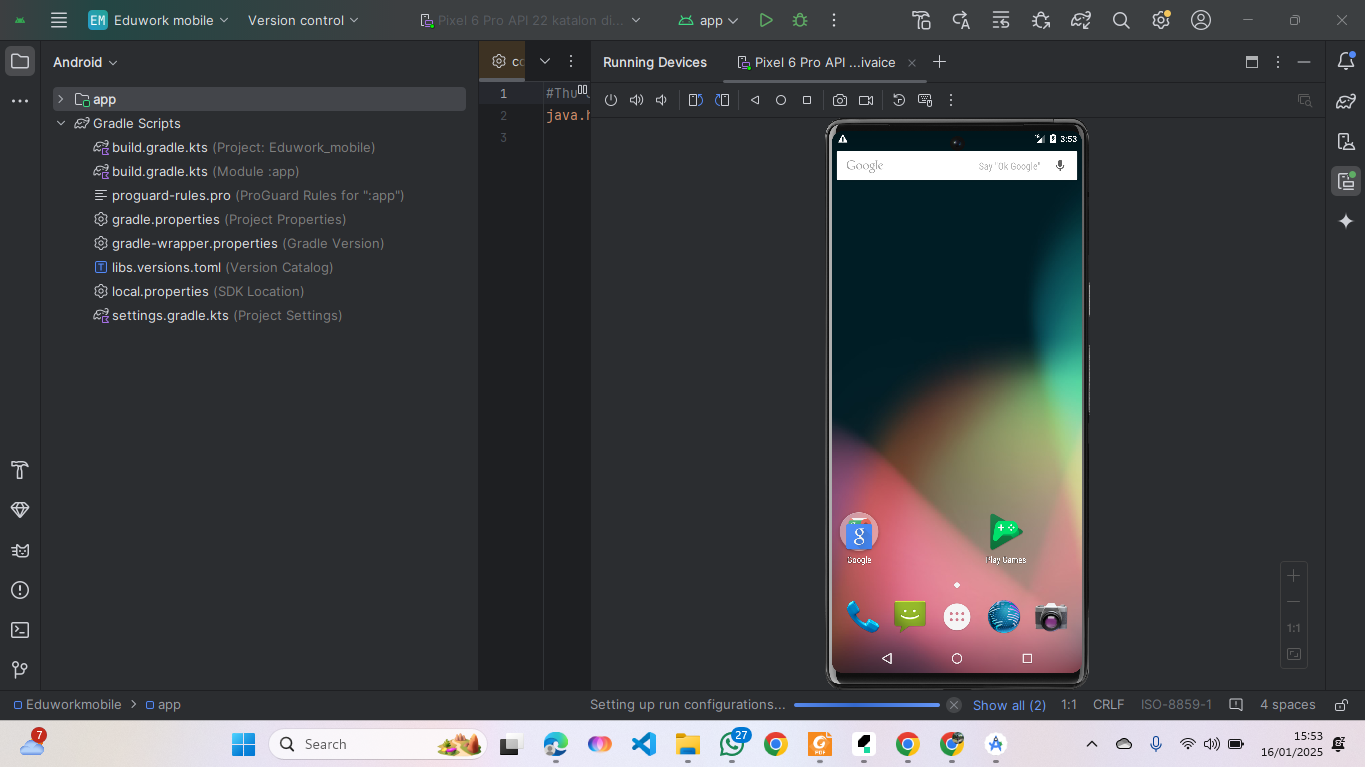 EM Eduwork mobile
Version control
Pixel 6 Pro API 22 katalon di...
app
Android
app
Gradle Scripts
build.gradle.kts (Project: Eduwork_mobile)
build.gradle.kts (Module :app)
proguard-rules.pro (ProGuard Rules for ":app")
gradle.properties (Project Properties)
gradle-wrapper.properties (Gradle Version)
libs.versions.toml (Version Catalog)
local.properties (SDK Location)
settings.gradle.kts (Project Settings)
1 #Thu
2 java.h
3
Running Devices
Pixel 6 Pro API ...ivaice
3:53
Google
Say "Ok Google"
Google
Play Games
1:1
Eduworkmobile > app
Setting up run configurations...
Show all (2)
1:1
CRLF
ISO-8859-1
4 spaces
7
Search
27
PDF
15:53
16/01/2025